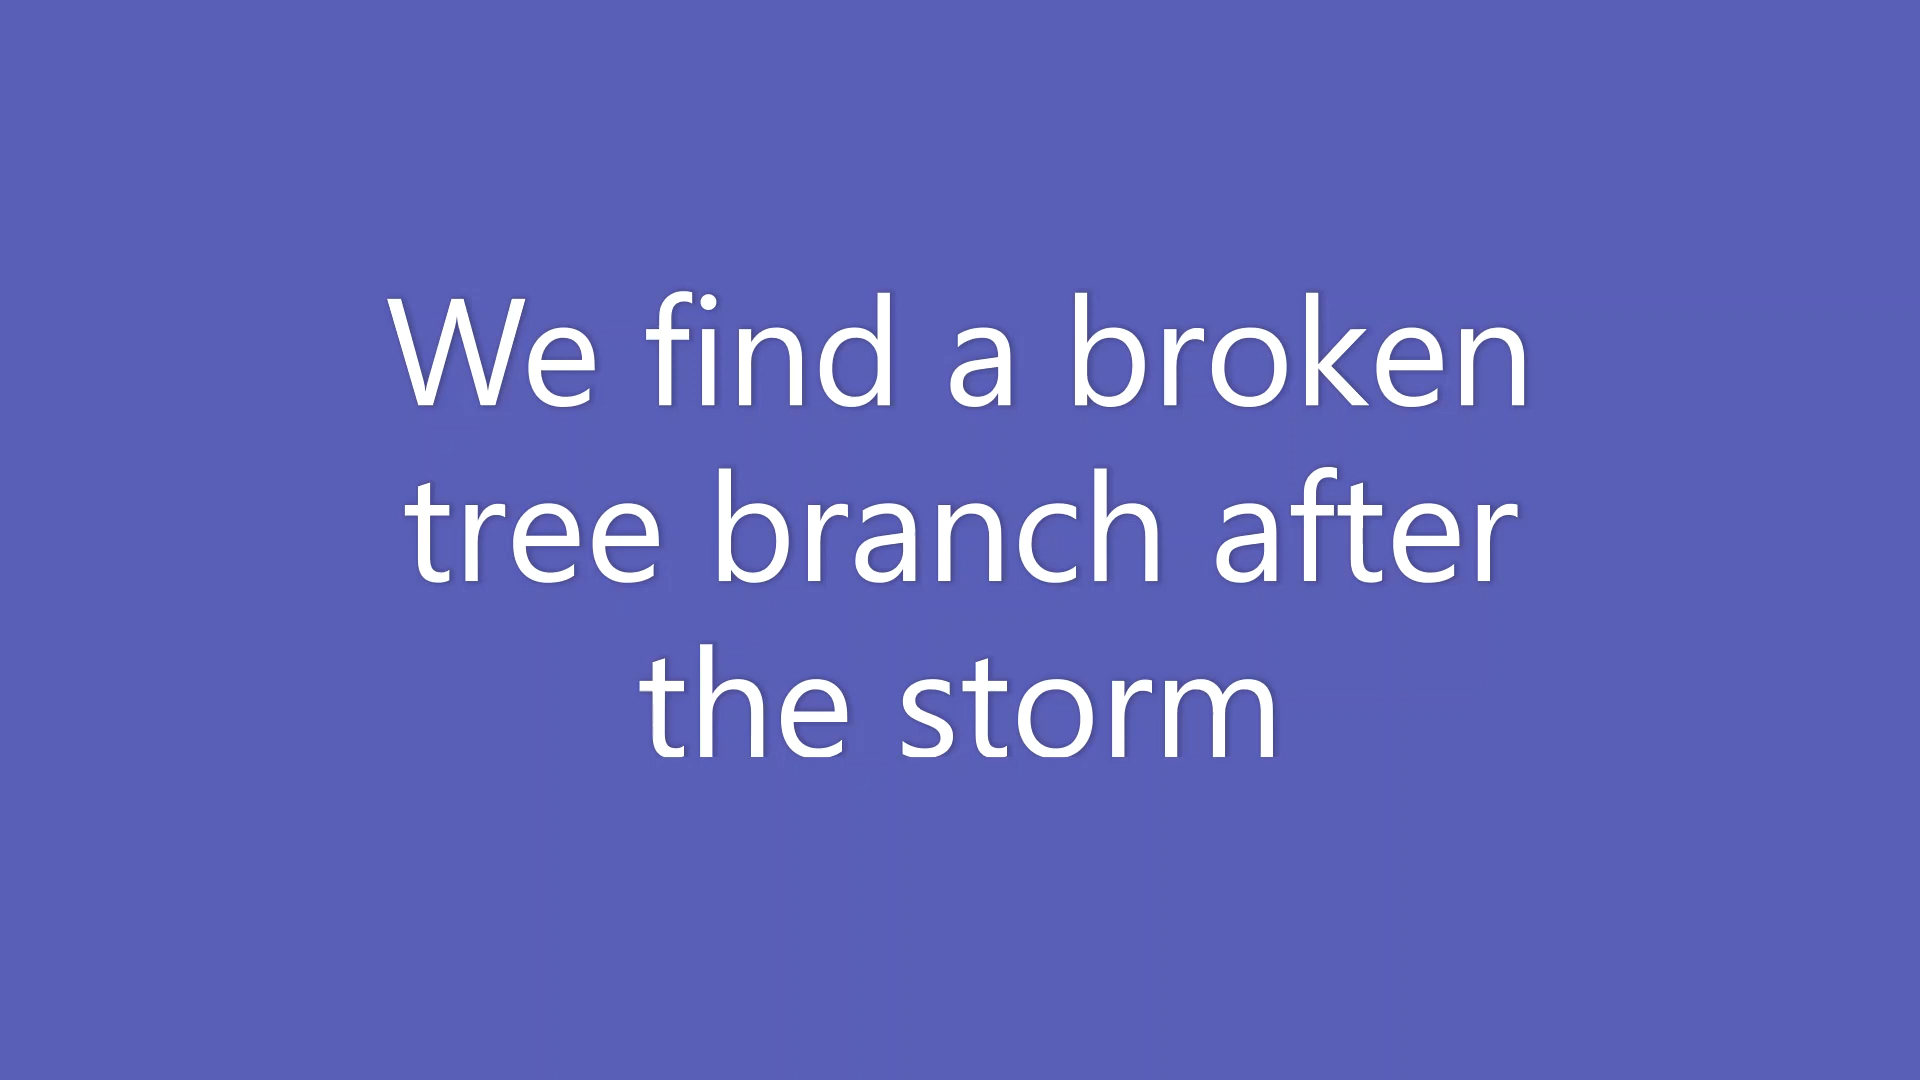 We find a broken
tree branch after
the storm